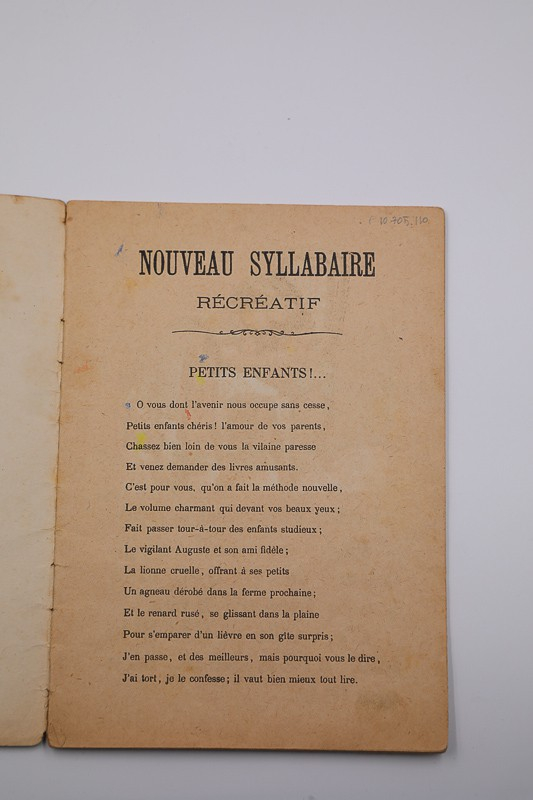 NOUVEAU SYLLABAIRE
RÉCRÉATIF
PETITS ENFANTS!...
O vous dont l'avenir nous occupe sans cesse,
Petits enfants chéris! l'amour de vos parents,
Chassez bien loin de vous la vilaine paresse
Et venez demander des livres amusants.
C'est pour vous, qu'on a fait la méthode nouvelle,
Le volume charmant qui devant vos beaux yeux;
Fait passer tour-á-tour des enfants studieux;
Le vigilant Auguste et son ami fidèle;
La lionne cruelle, offrant á ses petits
Un agneau dérobé dans la ferme prochaine;
Et le renard rusé, se glissant dans la plaine
Pour s'emparer d'un lièvre en son gîte surpris;
J'en passe, et des meilleurs, mais pourquoi vous le dire,
J'ai tort, je le confesse; il vaut bien mieux tout lire.